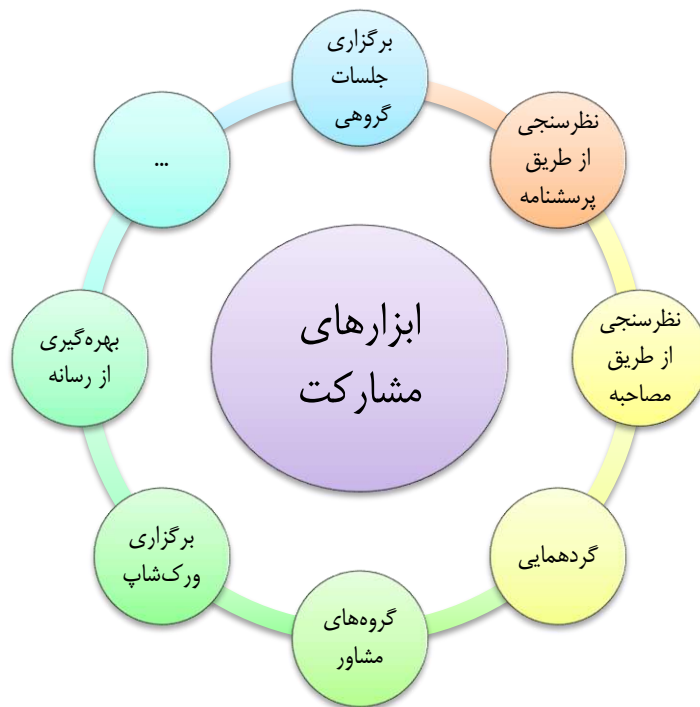 برگزاری
جلسات
گروهی
نظرسنجی
از طریق
پرسشنامه
نظرسنجی
از طریق
مصاحبه
گردهمایی
گروه‌های
مشاور
برگزاری
ورک‌شاپ
بهره‌گیری
از رسانه
...
ابزارهای
مشارکت